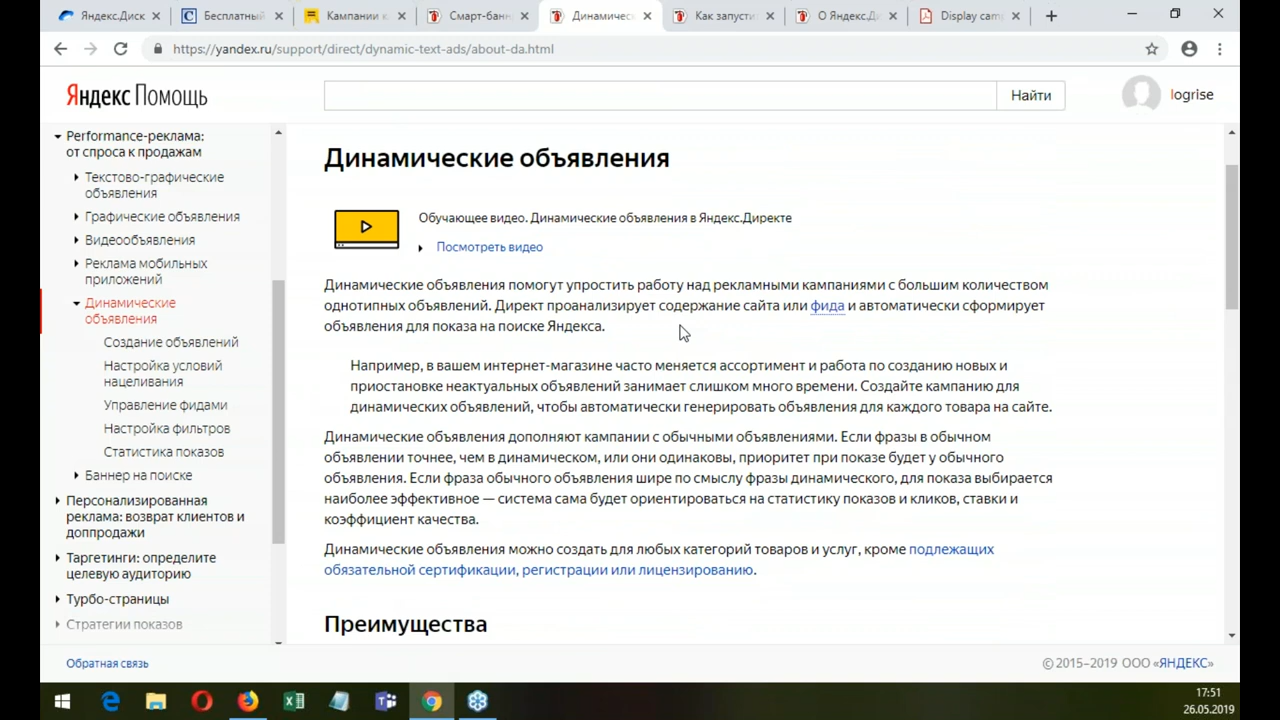 Яндекс.Диск
Бесплатный
Кампании к
Смарт-банн
Динамическ
Как запусти
О Яндекс.Ди
Display cam
https://yandex.ru/support/direct/dynamic-text-ads/about-da.html
Яндекс Помощь
Найти
logrise
Performance-реклама:
от спроса к продажам
Текстово-графические
объявления
Графические объявления
Видеообъявления
Реклама мобильных
приложений
Динамические
объявления
Создание объявлений
Настройка условий
нацеливания
Управление фидами
Настройка фильтров
Статистика показов
Баннер на поиске
Персонализированная
реклама: возврат клиентов и
допродажи
Таргетинги: определите
целевую аудиторию
Турбо-страницы
Стратегии показов
Обратная связь
Динамические объявления
Обучающее видео. Динамические объявления в Яндекс.Директе
Посмотреть видео
Динамические объявления помогут упростить работу над рекламными кампаниями с большим количеством
однотипных объявлений. Директ проанализирует содержание сайта или фида и автоматически сформирует
объявления для показа на поиске Яндекса.
Например, в вашем интернет-магазине часто меняется ассортимент и работа по созданию новых и
приостановке неактуальных объявлений занимает слишком много времени. Создайте кампанию для
динамических объявлений, чтобы автоматически генерировать объявления для каждого товара на сайте.
Динамические объявления дополняют кампании с обычными объявлениями. Если фразы в обычном
объявлении точнее, чем в динамическом, или они одинаковы, приоритет при показе будет у обычного
объявления. Если фраза обычного объявления шире по смыслу фразы динамического, для показа выбирается
наиболее эффективное — система сама будет ориентироваться на статистику показов и кликов, ставки и
коэффициент качества.
Динамические объявления можно создать для любых категорий товаров и услуг, кроме подлежащих
обязательной сертификации, регистрации или лицензированию.
Преимущества
© 2015–2019 ООО «ЯНДЕКС»
17:51
26.05.2019